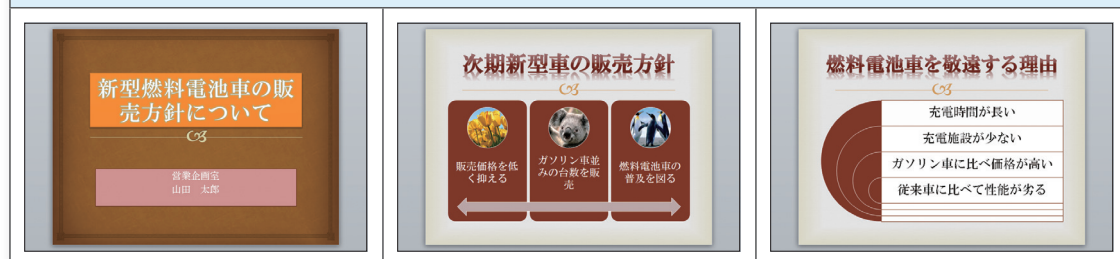 新型燃料電池車の販
売方針について
営業企画室
山田　太郎
次期新型車の販売方針
販売価格を低
く抑える
ガソリン車並
みの台数を販
売
燃料電池車の
普及を図る
燃料電池車を敬遠する理由
充電時間が長い
充電施設が少ない
ガソリン車に比べ価格が高い
従来車に比べて性能が劣る